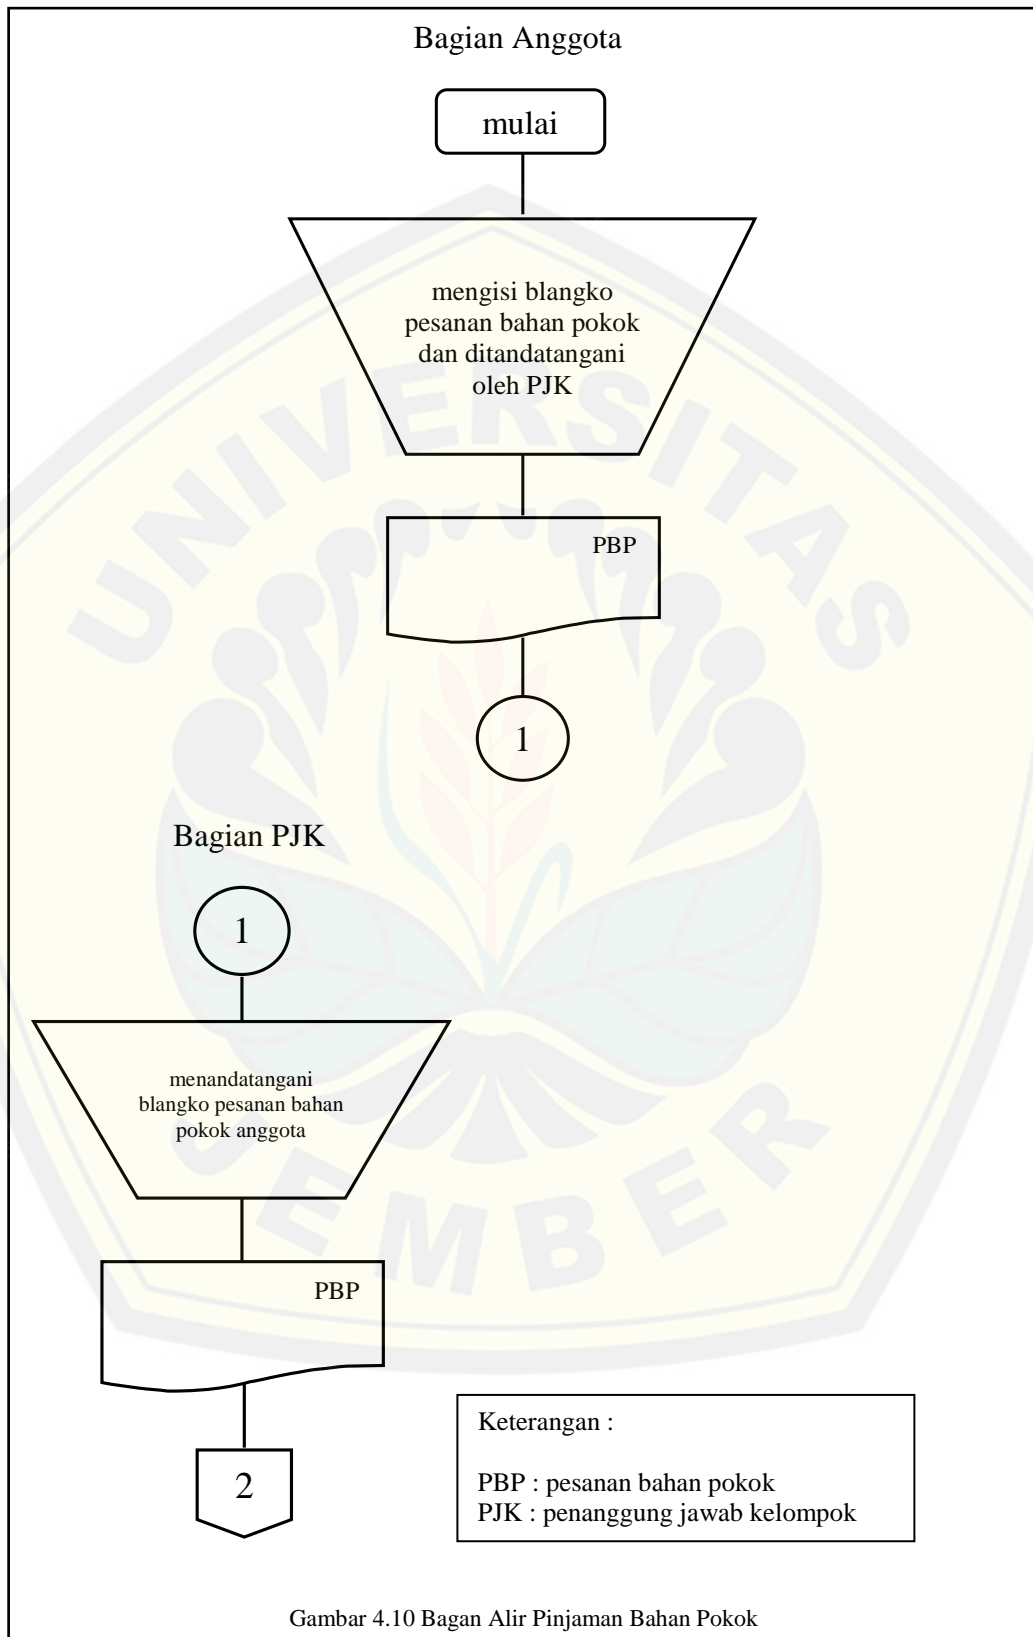 Bagian Anggota
mulai
mengisi blangko
pesanan bahan pokok
dan ditandatangani
oleh PJK
PBP
1
UNIVERSITAS
Bagian PJK
1
menandatangani
blangko pesanan bahan
pokok anggota
JEMBER
PBP
2
Keterangan :
PBP : pesanan bahan pokok
PJK : penanggung jawab kelompok
Gambar 4.10 Bagan Alir Pinjaman Bahan Pokok